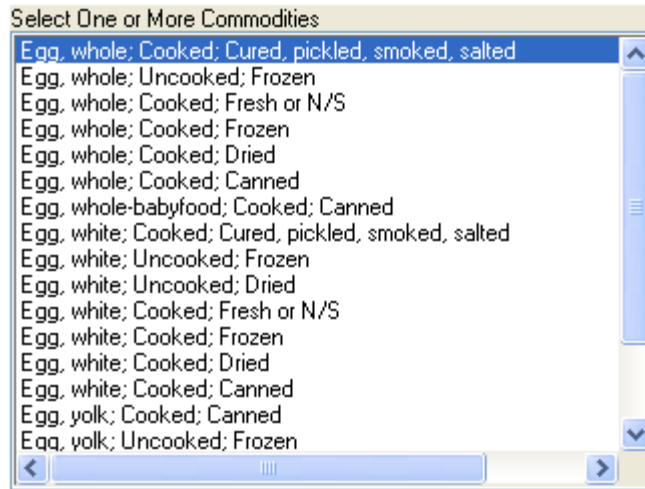 Select One or More Commodities
Egg, whole; Cooked; Cured, pickled, smoked, salted
Egg, whole; Uncooked; Frozen
Egg, whole; Cooked; Fresh or N/S
Egg, whole; Cooked; Frozen
Egg, whole; Cooked; Dried
Egg, whole; Cooked; Canned
Egg, whole-babyfood; Cooked; Canned
Egg, white; Cooked; Cured, pickled, smoked, salted
Egg, white; Uncooked; Frozen
Egg, white; Uncooked; Dried
Egg, white; Cooked; Fresh or N/S
Egg, white; Cooked; Frozen
Egg, white; Cooked; Dried
Egg, white; Cooked; Canned
Egg, yolk; Cooked; Canned
Egg, yolk; Uncooked; Frozen